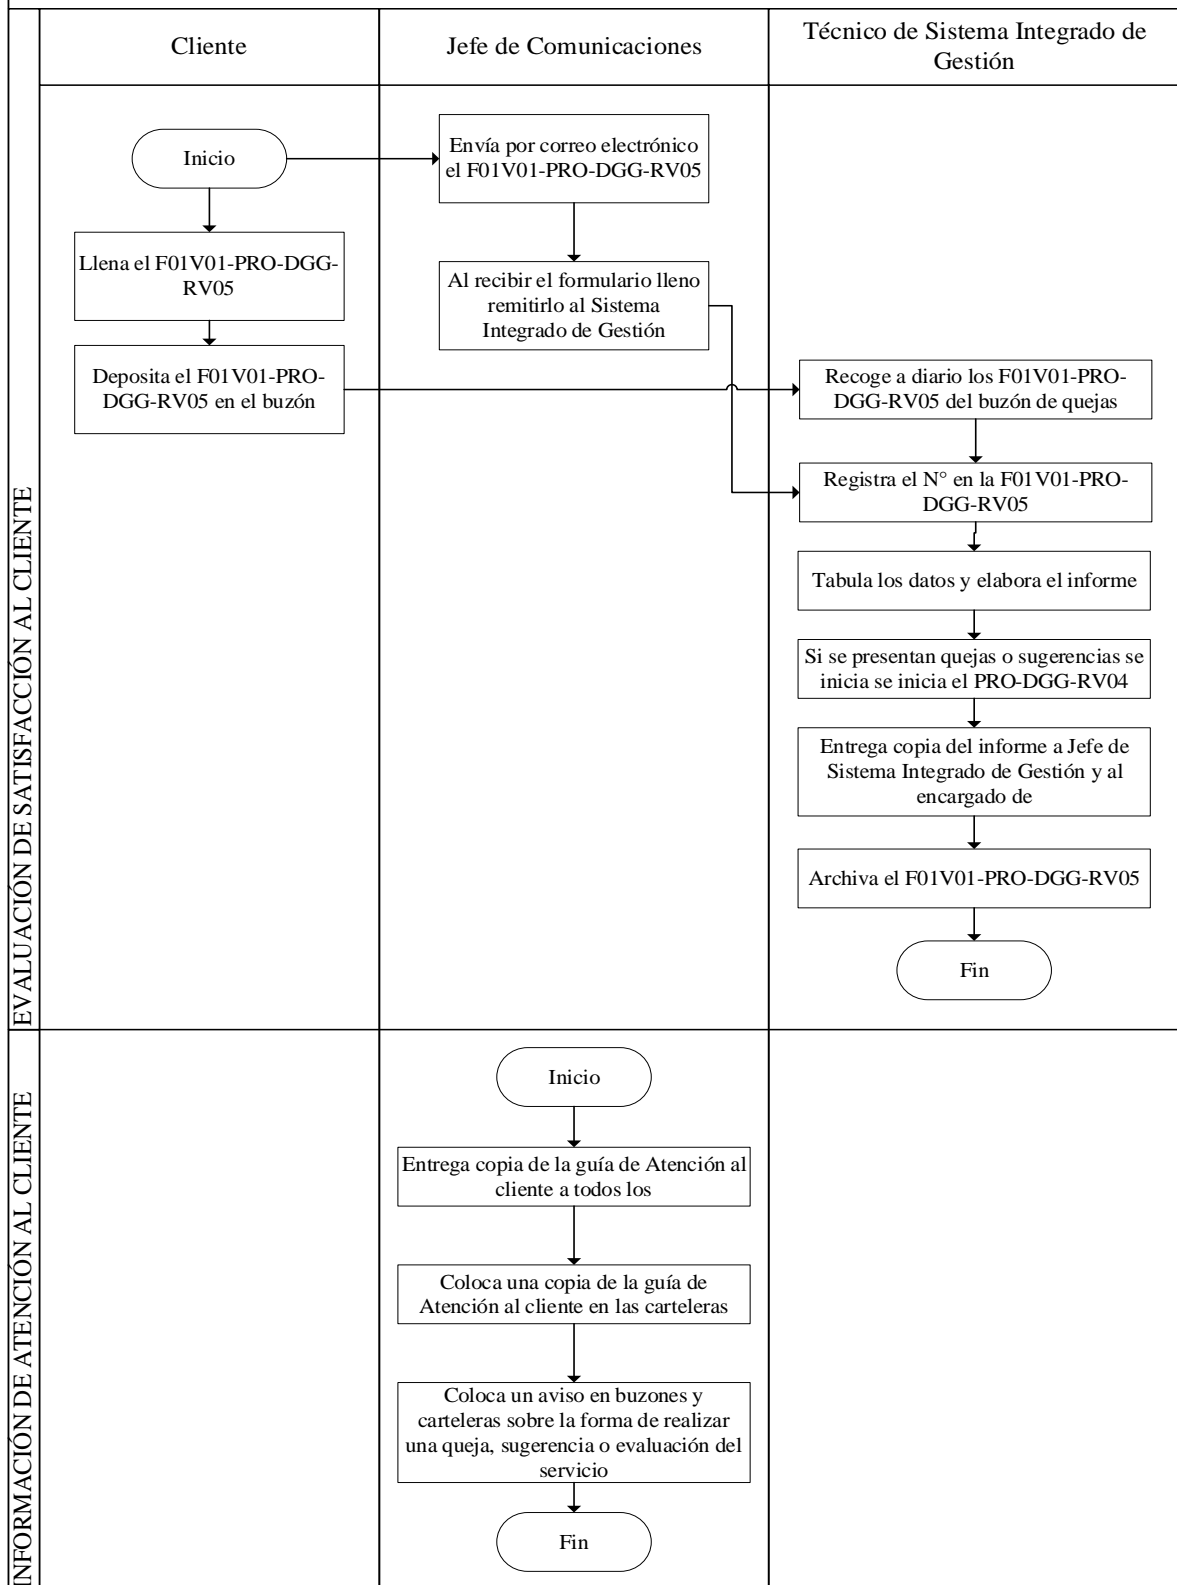 Cliente
Jefe de Comunicaciones
Técnico de Sistema Integrado de
Gestión
EVALUACIÓN DE SATISFACCIÓN AL CLIENTE
Inicio
Envía por correo electrónico
el F01V01-PRO-DGG-RV05
Llena el F01V01-PRO-DGG-
RV05
Al recibir el formulario lleno
remitirlo al Sistema
Integrado de Gestión
Deposita el F01V01-PRO-
DGG-RV05 en el buzón
Recoge a diario los F01V01-PRO-
DGG-RV05 del buzón de quejas
Registra el N° en la F01V01-PRO-
DGG-RV05
Tabula los datos y elabora el informe
Si se presentan quejas o sugerencias se
inicia se inicia el PRO-DGG-RV04
Entrega copia del informe a Jefe de
Sistema Integrado de Gestión y al
encargado de
Archiva el F01V01-PRO-DGG-RV05
Fin
INFORMACIÓN DE ATENCIÓN AL CLIENTE
Inicio
Entrega copia de la guía de Atención al
cliente a todos los
Coloca una copia de la guía de
Atención al cliente en las carteleras
Coloca un aviso en buzones y
carteleras sobre la forma de realizar
una queja, sugerencia o evaluación del
servicio
Fin